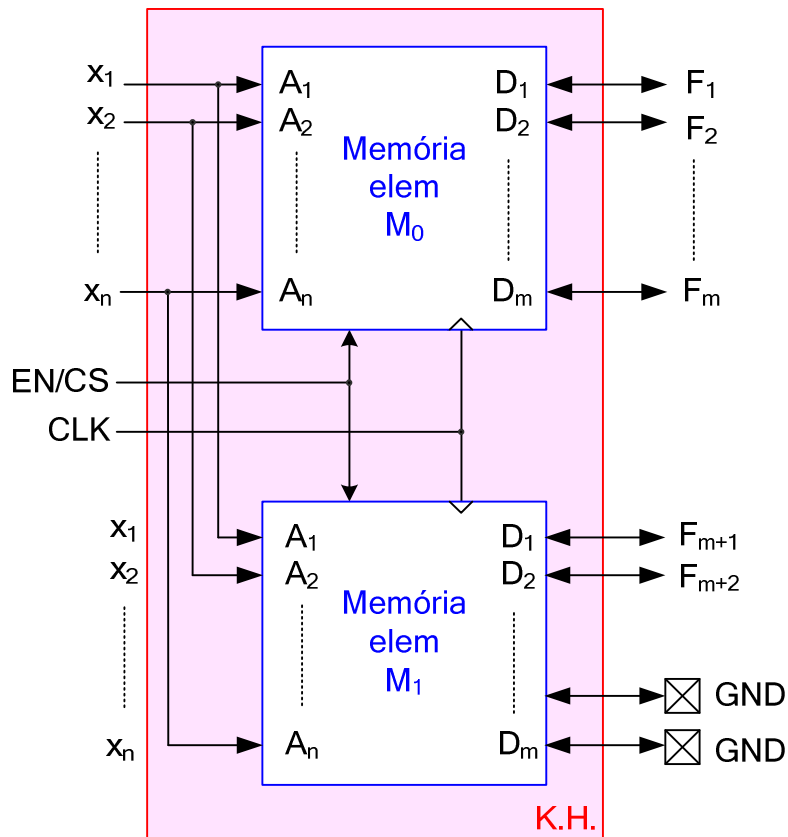 x₁ A₁ D₁ F₁
x₂ A₂ D₂ F₂
Memória
elem
M₀
xₙ Aₙ Dₘ Fₘ
EN/CS
CLK
x₁ A₁ D₁ Fₘ₊₁
x₂ A₂ D₂ Fₘ₊₂
Memória
elem
M₁
GND
xₙ Aₙ Dₘ GND
K.H.